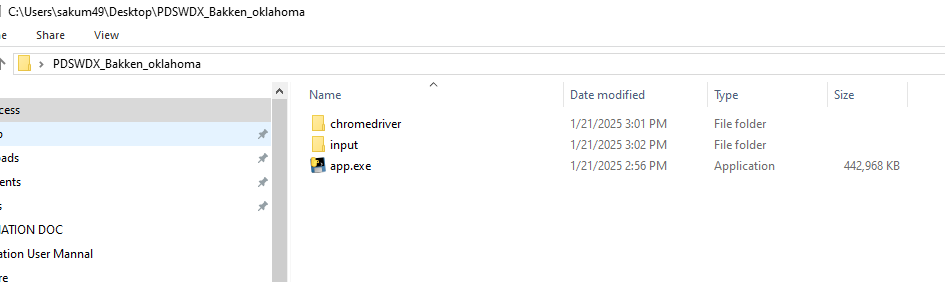 C:\Users\sakum49\Desktop\PDSWDX_Bakken_oklahoma
Share View
PDSWDX_Bakken_oklahoma
Name Date modified Type Size
chromedriver 1/21/2025 3:01 PM File folder
input 1/21/2025 3:02 PM File folder
app.exe 1/21/2025 2:56 PM Application 442,968 KB
cess
oads
ents
s
IATION DOC
ation User Mannal
re